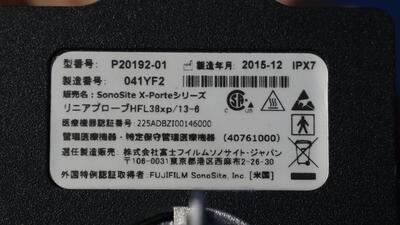 型番号: P20192-01 製造年月: 2015-12 IPX7
製造番号: 041YF2
販売名: SonoSite X-Porteシリーズ
リニアプローブHFL38xp/13-6
医療機器認証番号: 225ADBZI00146000
管理医療機器・特定保守管理医療機器 (40761000)
選任製造販売: 株式会社富士フイルムソノサイト・ジャパン
〒106-0031東京都港区西麻布2-26-30
外国特例認証取得者: FUJIFILM SonoSite, Inc. [米国]